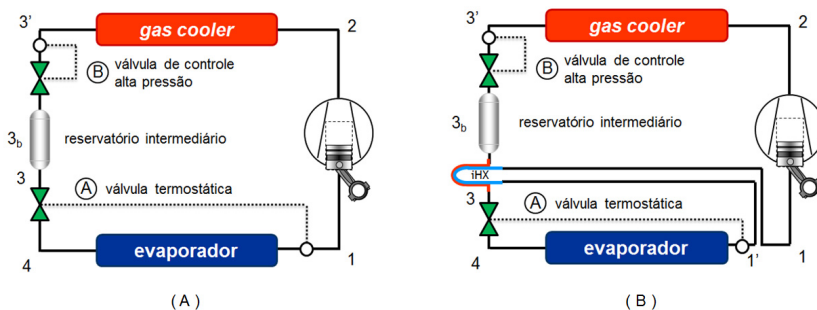 3'
gas cooler
2
B
válvula de controle
alta pressão
3b
reservatório intermediário
3
A
válvula termostática
evaporador
4
1
( A )
3'
gas cooler
2
B
válvula de controle
alta pressão
3b
reservatório intermediário
iHX
3
A
válvula termostática
evaporador
4
1'
1
( B )